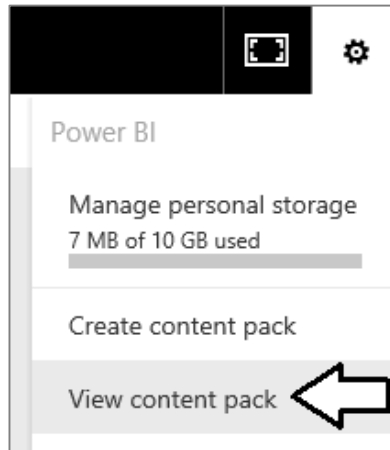 Power BI
Manage personal storage
7 MB of 10 GB used
Create content pack
View content pack